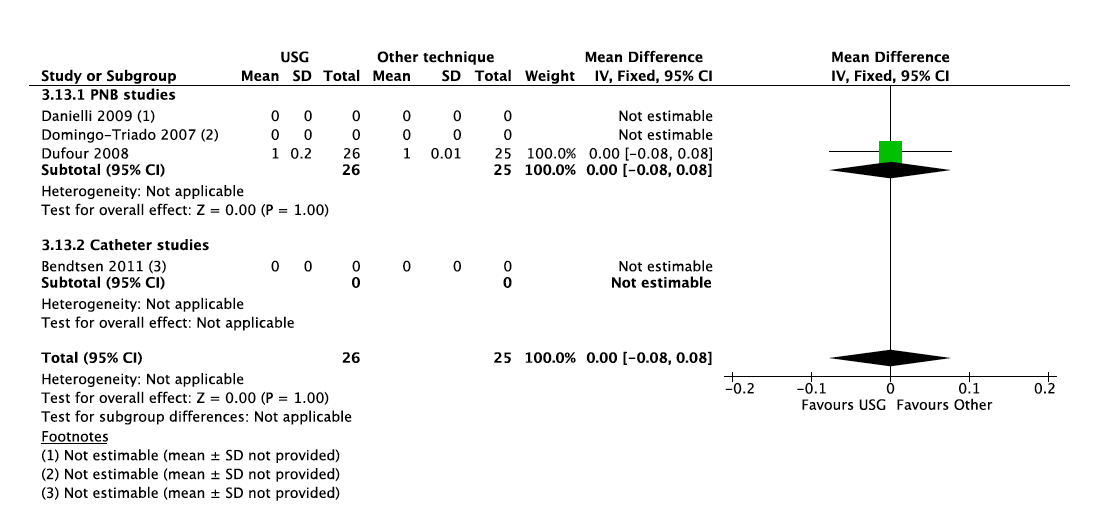 USG Other technique Mean Difference Mean Difference
Study or Subgroup Mean SD Total Mean SD Total Weight IV, Fixed, 95% CI IV, Fixed, 95% CI
3.13.1 PNB studies
Danielli 2009 (1) 0 0 0 0 0 0 Not estimable
Domingo-Triado 2007 (2) 0 0 0 0 0 0 Not estimable
Dufour 2008 1 0.2 26 1 0.01 25 100.0% 0.00 [-0.08, 0.08]
Subtotal (95% CI) 26 25 100.0% 0.00 [-0.08, 0.08]
Heterogeneity: Not applicable
Test for overall effect: Z = 0.00 (P = 1.00)
3.13.2 Catheter studies
Bendtsen 2011 (3) 0 0 0 0 0 0 Not estimable
Subtotal (95% CI) 0 0 Not estimable
Heterogeneity: Not applicable
Test for overall effect: Not applicable
Total (95% CI) 26 25 100.0% 0.00 [-0.08, 0.08]
Heterogeneity: Not applicable
Test for overall effect: Z = 0.00 (P = 1.00)
Test for subgroup differences: Not applicable
-0.2 -0.1 0 0.1 0.2
Favours USG Favours Other
Footnotes
(1) Not estimable (mean ± SD not provided)
(2) Not estimable (mean ± SD not provided)
(3) Not estimable (mean ± SD not provided)